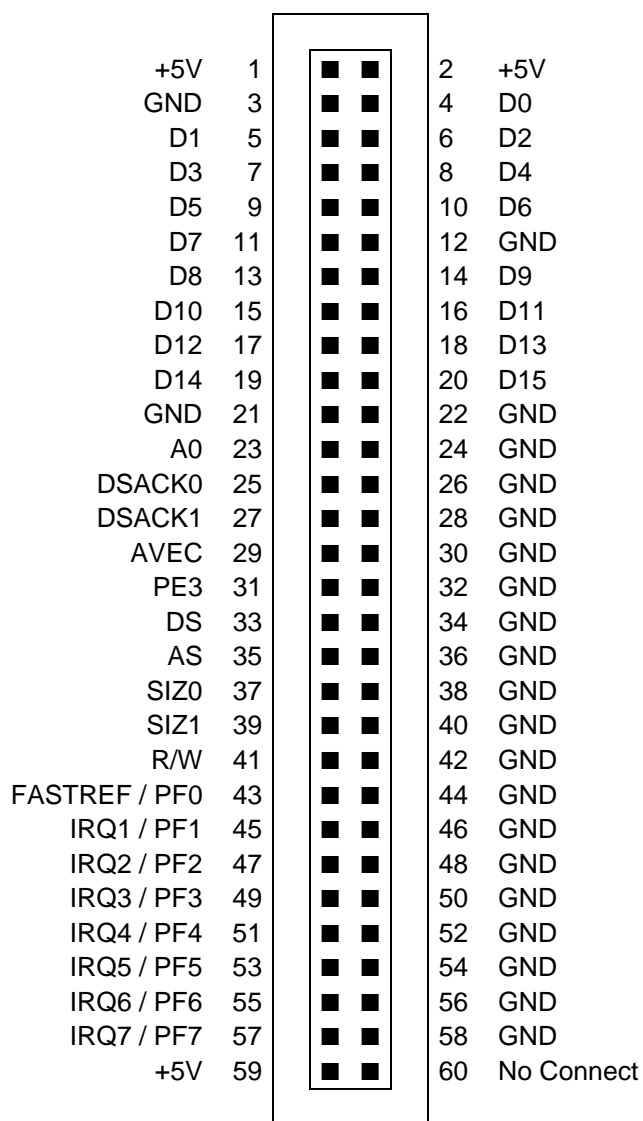 +5V 1 2 +5V
GND 3 4 D0
D1 5 6 D2
D3 7 8 D4
D5 9 10 D6
D7 11 12 GND
D8 13 14 D9
D10 15 16 D11
D12 17 18 D13
D14 19 20 D15
GND 21 22 GND
A0 23 24 GND
DSACK0 25 26 GND
DSACK1 27 28 GND
AVEC 29 30 GND
PE3 31 32 GND
DS 33 34 GND
AS 35 36 GND
SIZ0 37 38 GND
SIZ1 39 40 GND
R/W 41 42 GND
FASTREF / PF0 43 44 GND
IRQ1 / PF1 45 46 GND
IRQ2 / PF2 47 48 GND
IRQ3 / PF3 49 50 GND
IRQ4 / PF4 51 52 GND
IRQ5 / PF5 53 54 GND
IRQ6 / PF6 55 56 GND
IRQ7 / PF7 57 58 GND
+5V 59 60 No Connect